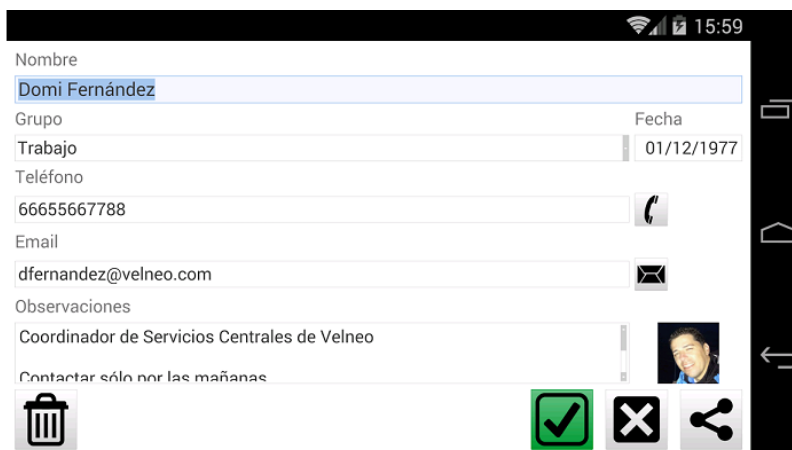 15:59
Nombre
Domi Fernández
Grupo Fecha
Trabajo 01/12/1977
Teléfono
66655667788
Email
dfernandez@velneo.com
Observaciones
Coordinador de Servicios Centrales de Velneo
Contactar sólo por las mañanas